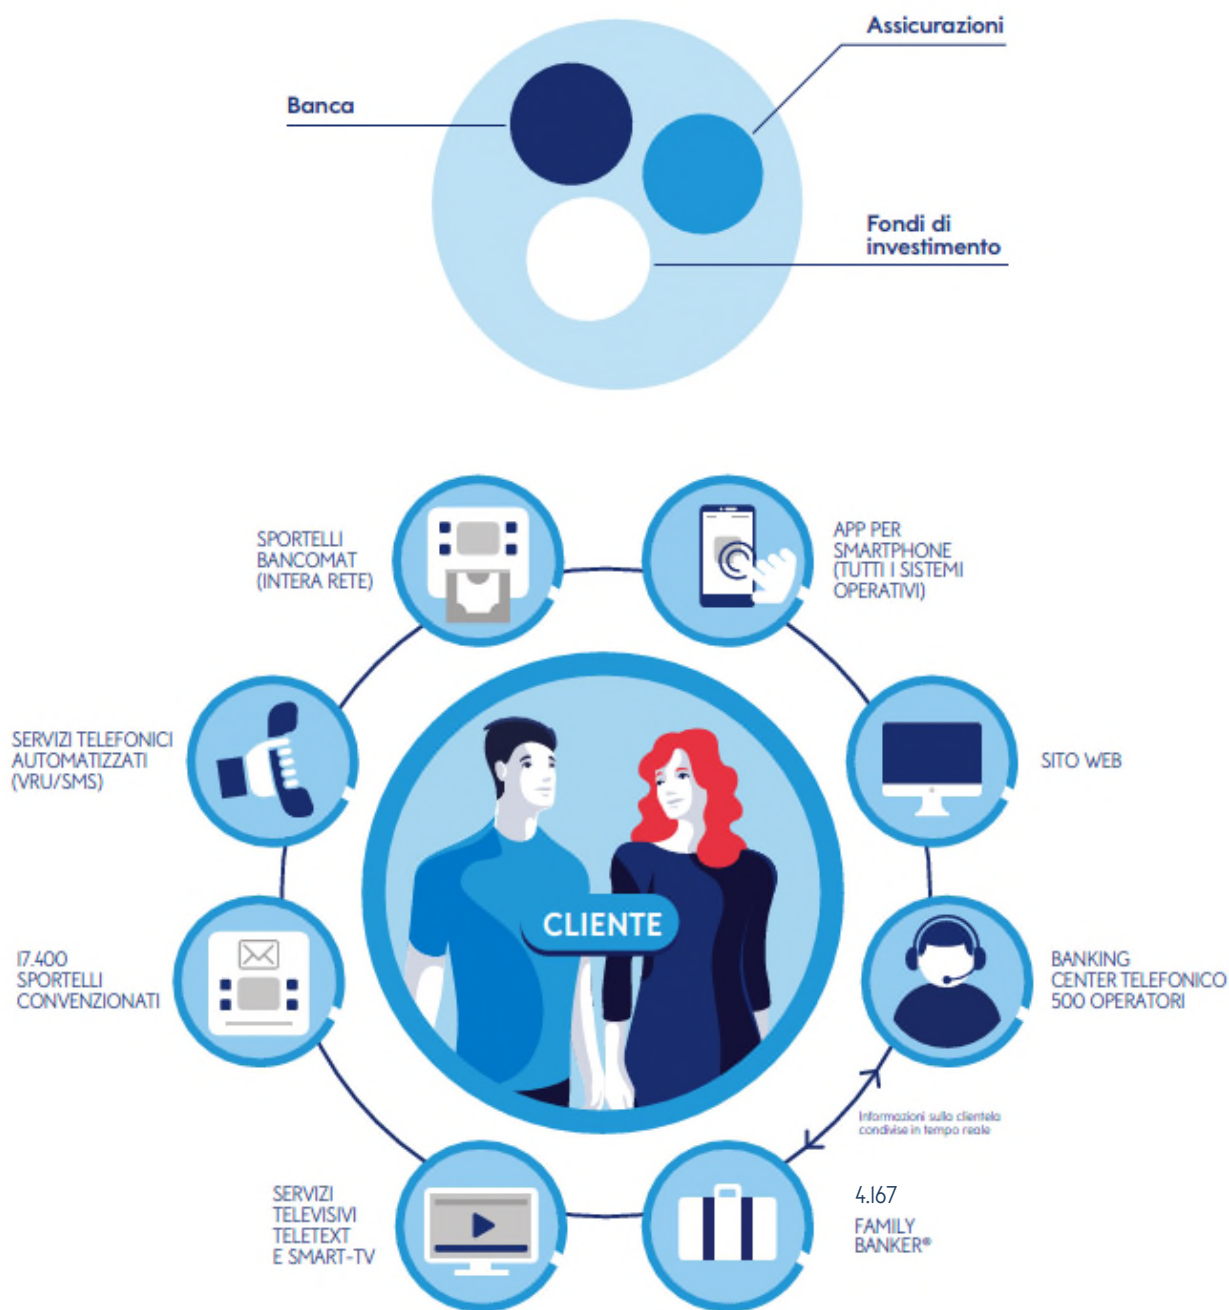 Assicurazioni
Banca
Fondi di
investimento
SPORTELLI
BANCOMAT
(INTERA RETE)
APP PER
SMARTPHONE
(TUTTI I SISTEMI
OPERATIVI)
SERVIZI TELEFONICI
AUTOMATIZZATI
(VRU/SMS)
SITO WEB
CLIENTE
17.400
SPORTELLI
CONVENZIONATI
BANKING
CENTER TELEFONICO
500 OPERATORI
Informazioni sulla clientela
condivise in tempo reale
SERVIZI
TELEVISIVI
TELETEXT
E SMART-TV
4.167
FAMILY
BANKER®